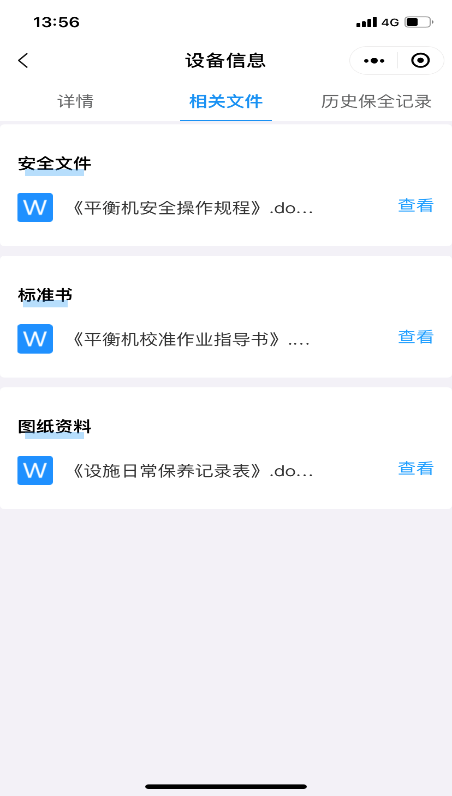 13:56
4G
设备信息
详情
相关文件
历史保全记录
安全文件
W
《平衡机安全操作规程》.do...
查看
标准书
W
《平衡机校准作业指导书》....
查看
图纸资料
W
《设施日常保养记录表》.do...
查看